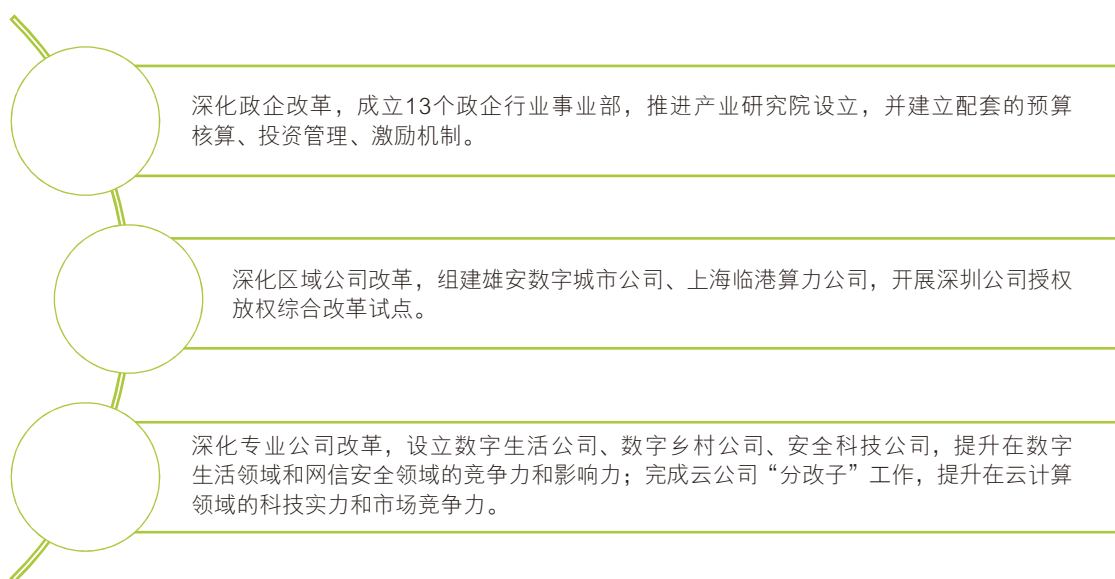 深化政企改革，成立13个政企行业事业部，推进产业研究院设立，并建立配套的预算
核算、投资管理、激励机制。
深化区域公司改革，组建雄安数字城市公司、上海临港算力公司，开展深圳公司授权
放权综合改革试点。
深化专业公司改革，设立数字生活公司、数字乡村公司、安全科技公司，提升在数字
生活领域和网信安全领域的竞争力和影响力；完成云公司“分改子”工作，提升在云计算
领域的科技实力和市场竞争力。